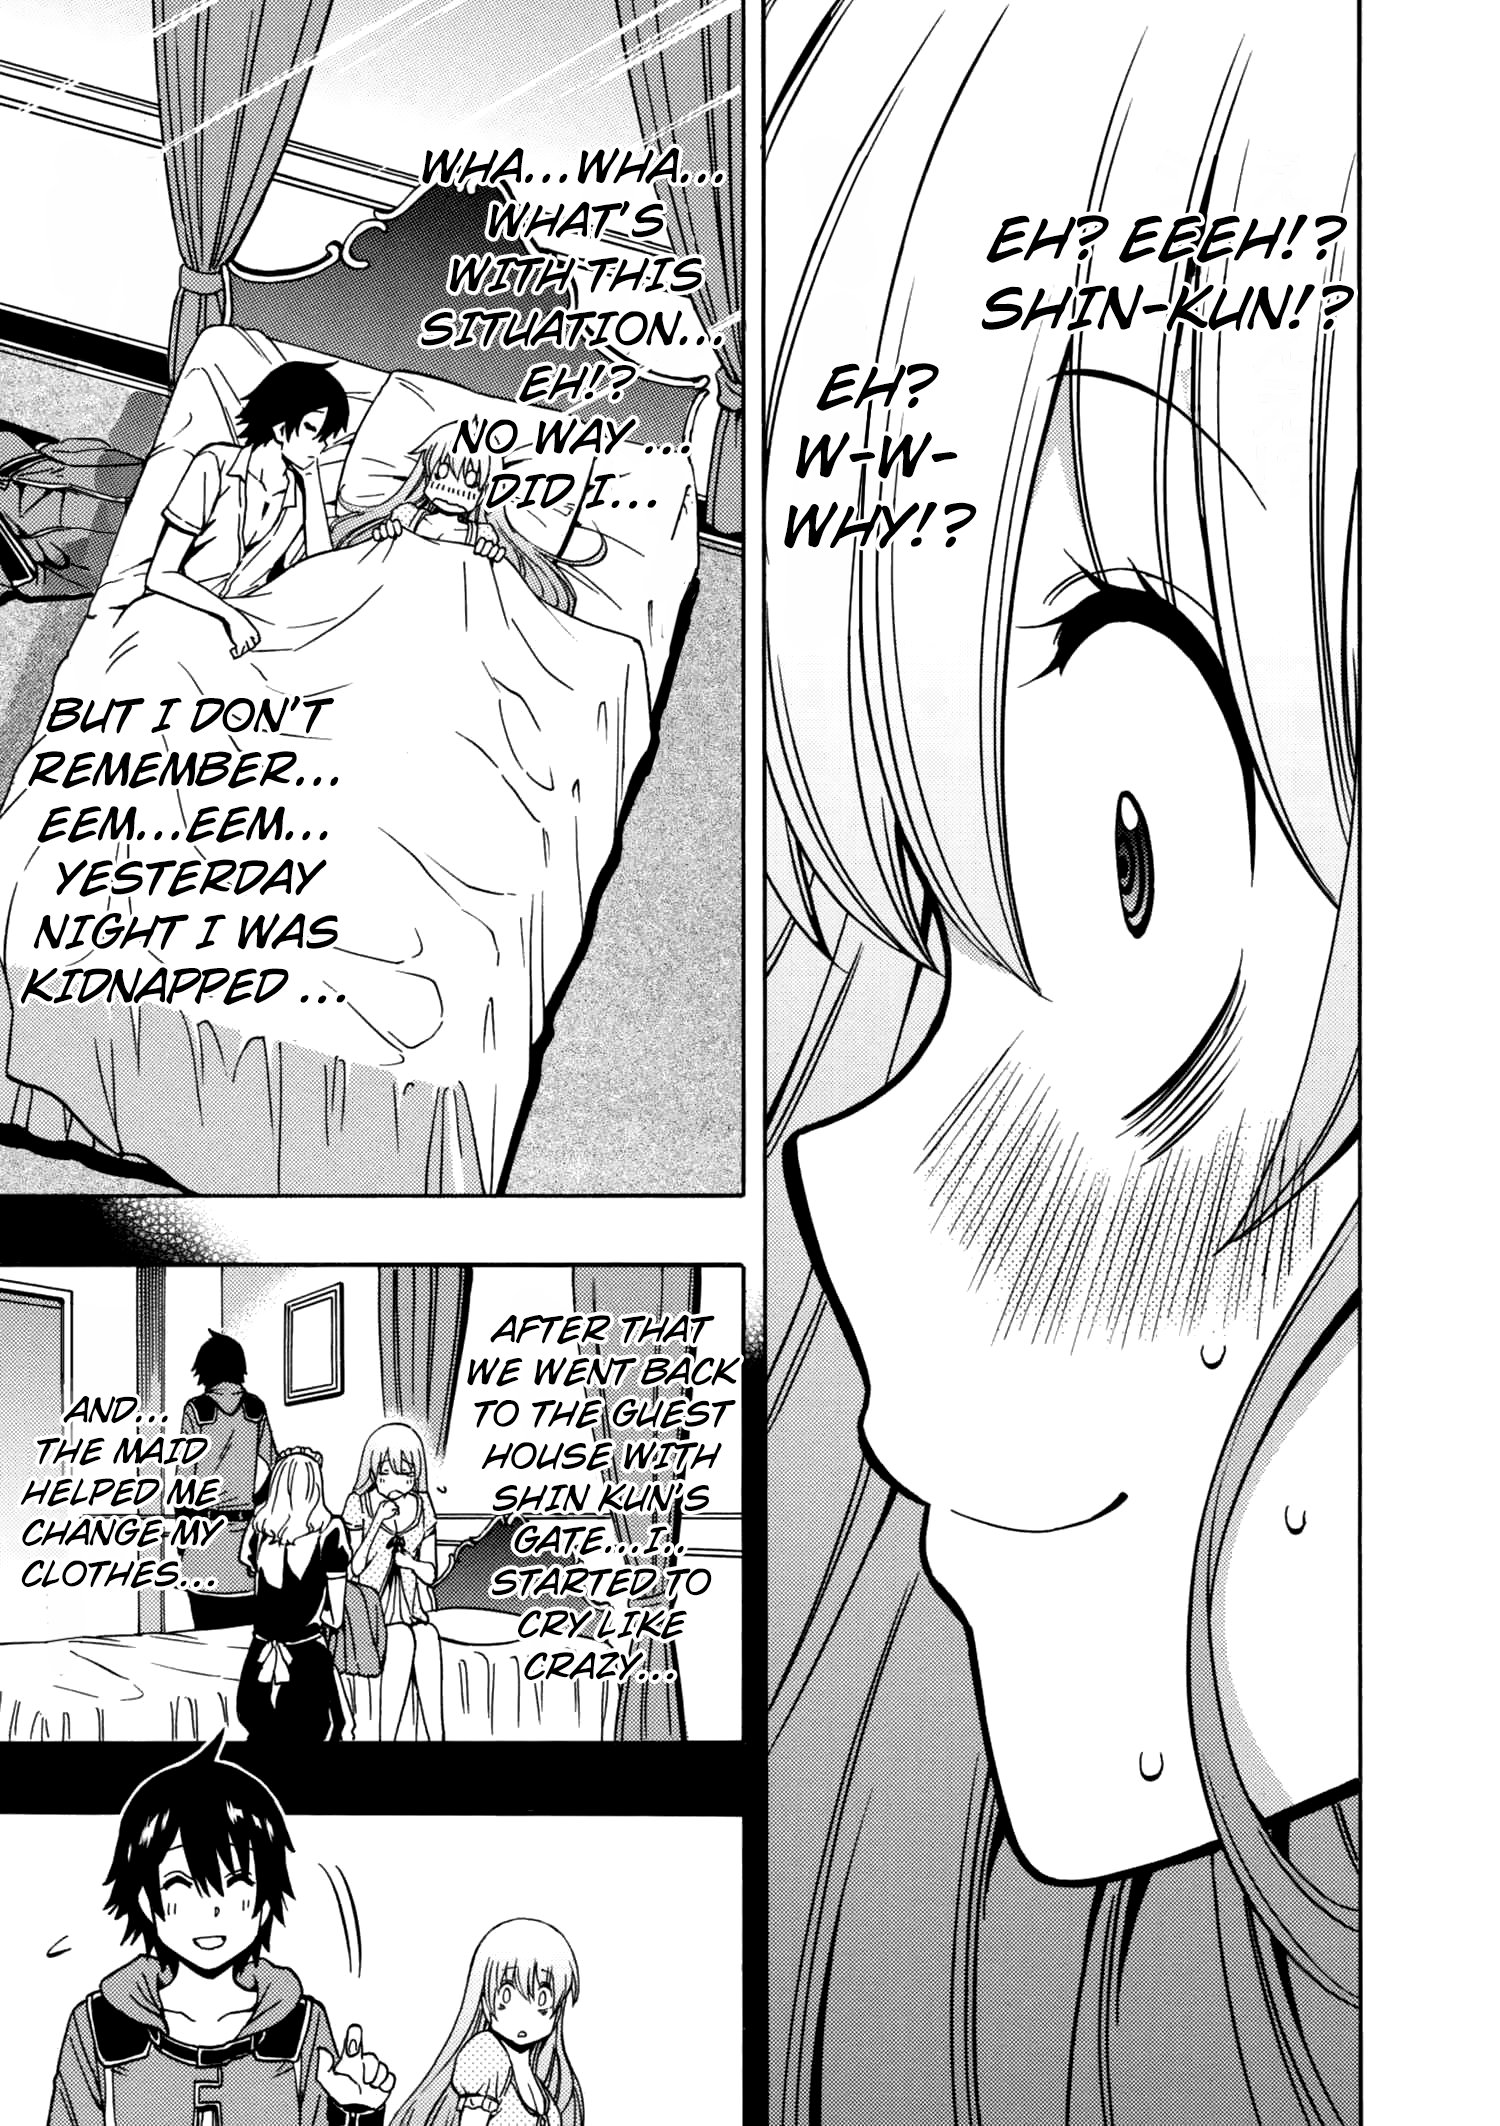 EH? EEEH!?
SHIN-KUN!?
EH?
W-W-
WHY!?
WHA...WHA...
WHAT'S
WITH THIS
SITUATION...
EH!?
NO WAY ...
DID I...
BUT I DON'T
REMEMBER...
EEM...EEM...
YESTERDAY
NIGHT I WAS
KIDNAPPED ...
AFTER THAT
WE WENT BACK
TO THE GUEST
HOUSE WITH
SHIN KUN'S
GATE...I..
STARTED TO
CRY LIKE
CRAZY...
AND...
THE MAID
HELPED ME
CHANGE MY
CLOTHES...